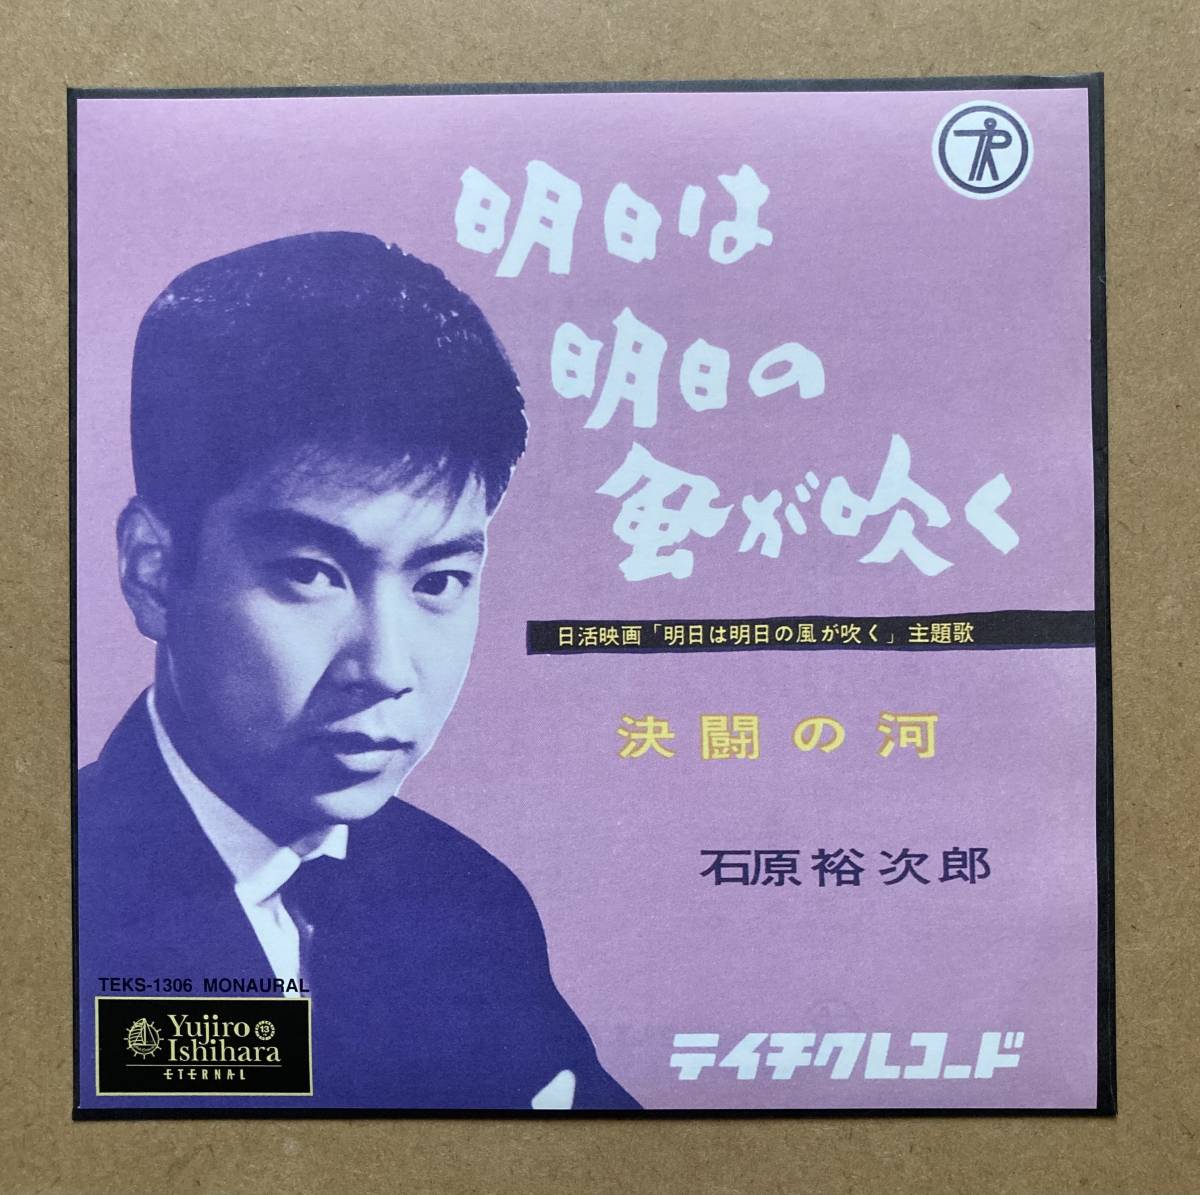 明日は
明日の
風が吹く
日活映画「明日は明日の風が吹く」主題歌
決闘の河
石原裕次郎
TEKS-1306 MONAURAL
Yujiro
Ishihara
ETERNAL
テイチクレコード